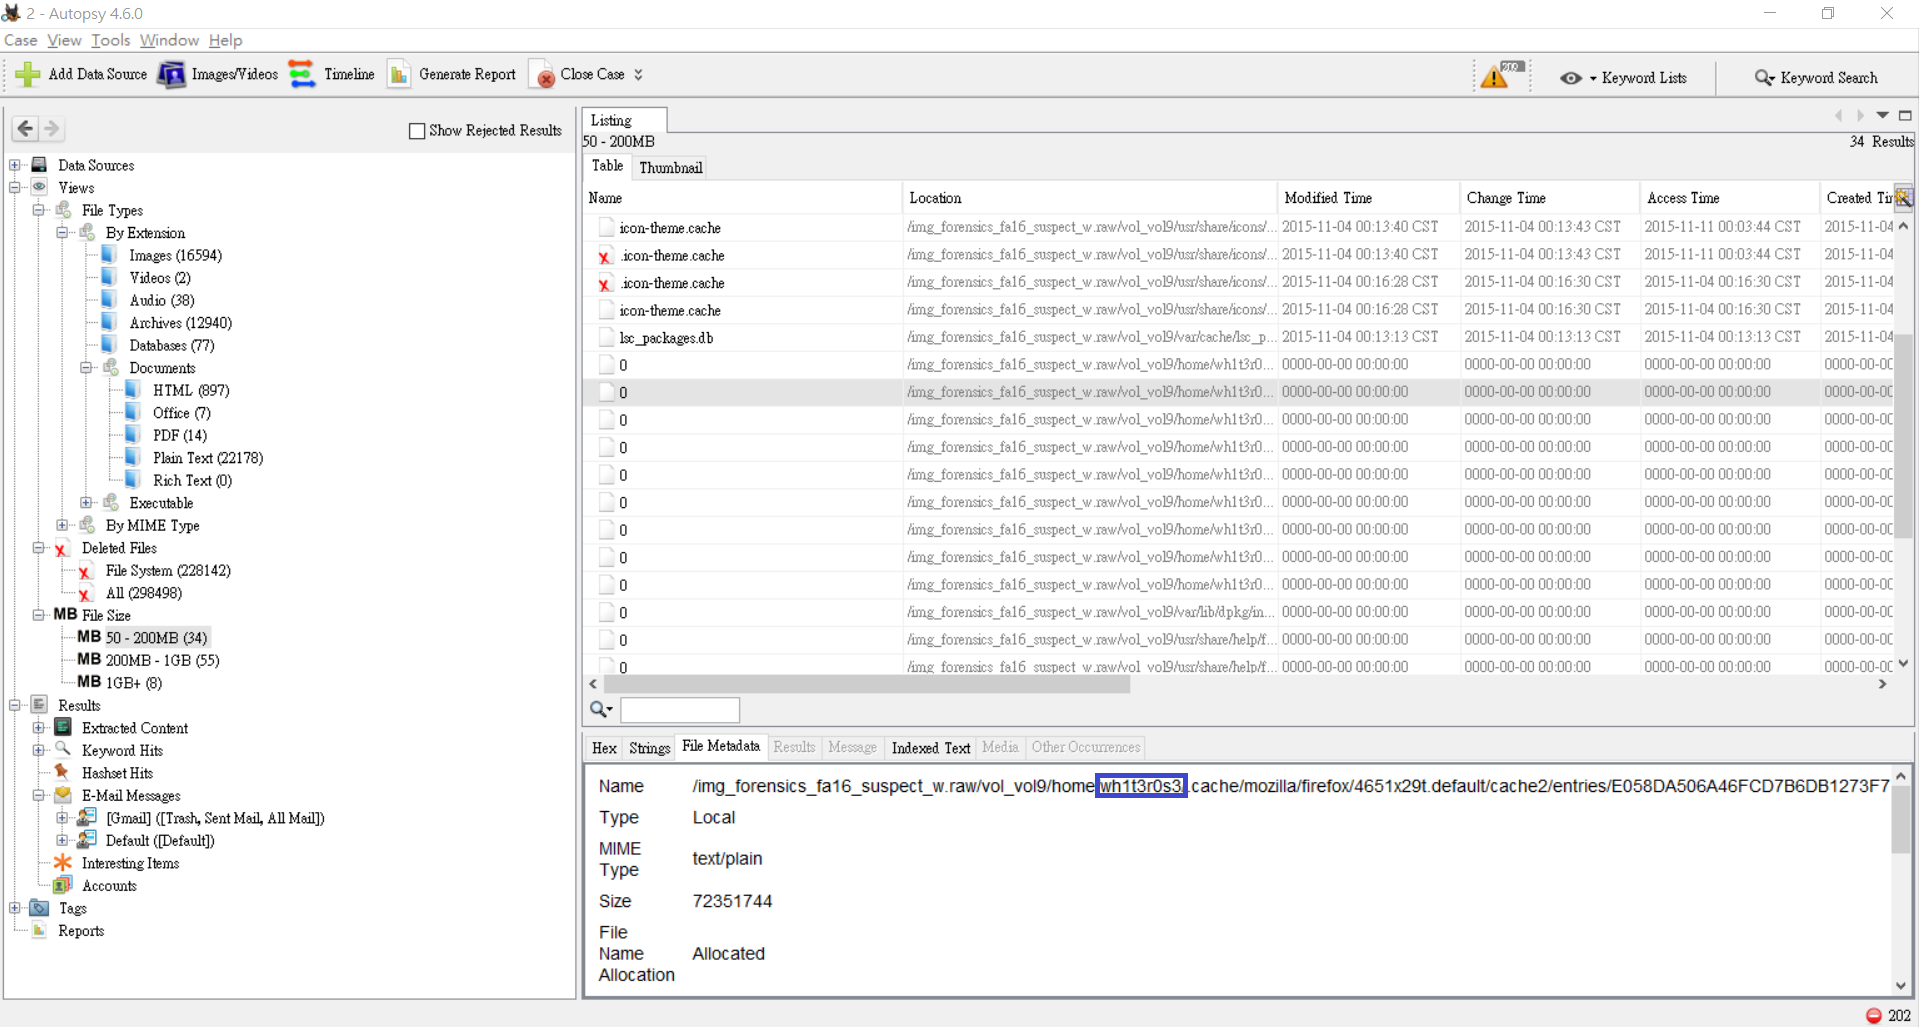 2 - Autopsy 4.6.0
Case View Tools Window Help
Add Data Source Images/Videos Timeline Generate Report Close Case
209 Keyword Lists Keyword Search
Show Rejected Results
Data Sources
Views
File Types
By Extension
Images (16594)
Videos (2)
Audio (38)
Archives (12940)
Databases (77)
Documents
HTML (897)
Office (7)
PDF (14)
Plain Text (22178)
Rich Text (0)
Executable
By MIME Type
Deleted Files
File System (228142)
All (298498)
MB File Size
MB 50 - 200MB (34)
MB 200MB - 1GB (55)
MB 1GB+ (8)
Results
Extracted Content
Keyword Hits
Hashset Hits
E-Mail Messages
[Gmail] ([Trash, Sent Mail, All Mail])
Default ([Default])
Interesting Items
Accounts
Tags
Reports
Listing
50 - 200MB 34 Results
Table Thumbnail
Name Location Modified Time Change Time Access Time Created Tir
icon-theme.cache /img_forensics_fa16_suspect_w.raw/vol_vol9/usr/share/icons/... 2015-11-04 00:13:40 CST 2015-11-04 00:13:43 CST 2015-11-11 00:03:44 CST 2015-11-04
.icon-theme.cache /img_forensics_fa16_suspect_w.raw/vol_vol9/usr/share/icons/... 2015-11-04 00:13:40 CST 2015-11-04 00:13:43 CST 2015-11-11 00:03:44 CST 2015-11-04
.icon-theme.cache /img_forensics_fa16_suspect_w.raw/vol_vol9/usr/share/icons/... 2015-11-04 00:16:28 CST 2015-11-04 00:16:30 CST 2015-11-04 00:16:30 CST 2015-11-04
icon-theme.cache /img_forensics_fa16_suspect_w.raw/vol_vol9/usr/share/icons/... 2015-11-04 00:16:28 CST 2015-11-04 00:16:30 CST 2015-11-04 00:16:30 CST 2015-11-04
lsc_packages.db /img_forensics_fa16_suspect_w.raw/vol_vol9/var/cache/lsc_p... 2015-11-04 00:13:13 CST 2015-11-04 00:13:13 CST 2015-11-04 00:13:13 CST 2015-11-04
0 /img_forensics_fa16_suspect_w.raw/vol_vol9/home/wh1t3r0... 0000-00-00 00:00:00 0000-00-00 00:00:00 0000-00-00 00:00:00 0000-00-0C
0 /img_forensics_fa16_suspect_w.raw/vol_vol9/home/wh1t3r0... 0000-00-00 00:00:00 0000-00-00 00:00:00 0000-00-00 00:00:00 0000-00-0C
0 /img_forensics_fa16_suspect_w.raw/vol_vol9/home/wh1t3r0... 0000-00-00 00:00:00 0000-00-00 00:00:00 0000-00-00 00:00:00 0000-00-0C
0 /img_forensics_fa16_suspect_w.raw/vol_vol9/home/wh1t3r0... 0000-00-00 00:00:00 0000-00-00 00:00:00 0000-00-00 00:00:00 0000-00-0C
0 /img_forensics_fa16_suspect_w.raw/vol_vol9/home/wh1t3r0... 0000-00-00 00:00:00 0000-00-00 00:00:00 0000-00-00 00:00:00 0000-00-0C
0 /img_forensics_fa16_suspect_w.raw/vol_vol9/home/wh1t3r0... 0000-00-00 00:00:00 0000-00-00 00:00:00 0000-00-00 00:00:00 0000-00-0C
0 /img_forensics_fa16_suspect_w.raw/vol_vol9/home/wh1t3r0... 0000-00-00 00:00:00 0000-00-00 00:00:00 0000-00-00 00:00:00 0000-00-0C
0 /img_forensics_fa16_suspect_w.raw/vol_vol9/home/wh1t3r0... 0000-00-00 00:00:00 0000-00-00 00:00:00 0000-00-00 00:00:00 0000-00-0C
0 /img_forensics_fa16_suspect_w.raw/vol_vol9/home/wh1t3r0... 0000-00-00 00:00:00 0000-00-00 00:00:00 0000-00-00 00:00:00 0000-00-0C
0 /img_forensics_fa16_suspect_w.raw/vol_vol9/var/lib/dpkg/in... 0000-00-00 00:00:00 0000-00-00 00:00:00 0000-00-00 00:00:00 0000-00-0C
0 /img_forensics_fa16_suspect_w.raw/vol_vol9/usr/share/help/f... 0000-00-00 00:00:00 0000-00-00 00:00:00 0000-00-00 00:00:00 0000-00-0C
0 /img_forensics_fa16_suspect_w.raw/vol_vol9/usr/share/help/f... 0000-00-00 00:00:00 0000-00-00 00:00:00 0000-00-00 00:00:00 0000-00-0C
Hex Strings File Metadata Results Message Indexed Text Media Other Occurrences
Name /img_forensics_fa16_suspect_w.raw/vol_vol9/home/wh1t3r0s3/.cache/mozilla/firefox/4651x29t.default/cache2/entries/E058DA506A46FCD7B6DB1273F7
Type Local
MIME
Type text/plain
Size 72351744
File
Name Allocated
Allocation
202